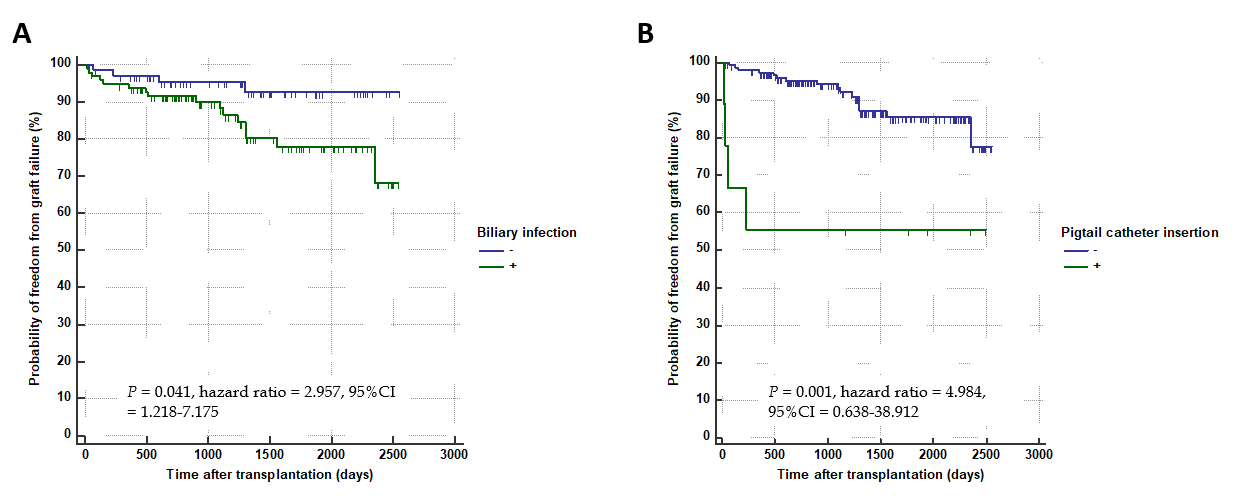 A
Probability of freedom from graft failure (%)
100
90
80
70
60
50
40
30
20
10
0
P = 0.041, hazard ratio = 2.957, 95%CI
= 1.218-7.175
0 500 1000 1500 2000 2500 3000
Time after transplantation (days)
Biliary infection
-
+
B
Probability of freedom from graft failure (%)
100
90
80
70
60
50
40
30
20
10
0
P = 0.001, hazard ratio = 4.984,
95%CI = 0.638-38.912
0 500 1000 1500 2000 2500 3000
Time after transplantation (days)
Pigtail catheter insertion
-
+